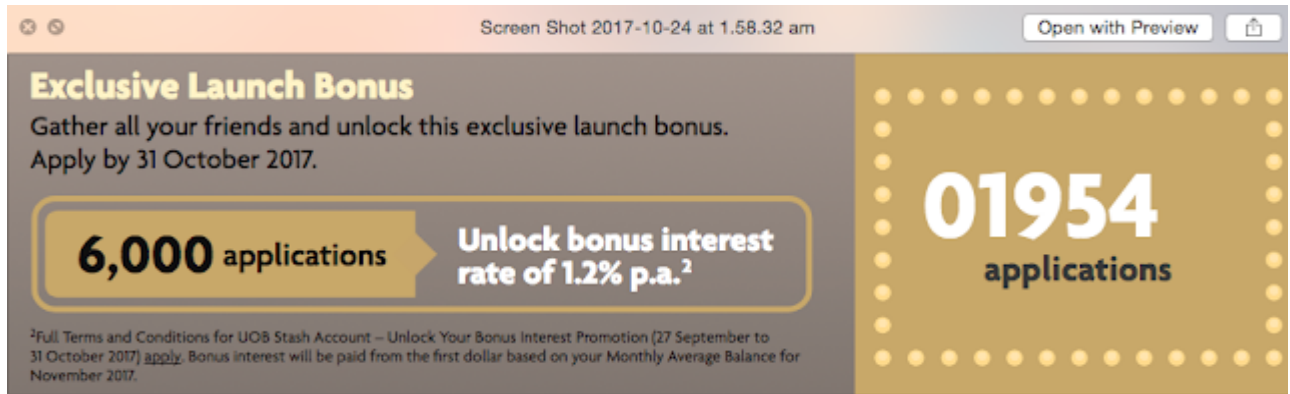 Screen Shot 2017-10-24 at 1.58.32 am
Open with Preview
Exclusive Launch Bonus
Gather all your friends and unlock this exclusive launch bonus.
Apply by 31 October 2017.
6,000 applications
Unlock bonus interest
rate of 1.2% p.a.²
²Full Terms and Conditions for UOB Stash Account – Unlock Your Bonus Interest Promotion (27 September to
31 October 2017) apply. Bonus interest will be paid from the first dollar based on your Monthly Average Balance for
November 2017.
01954
applications